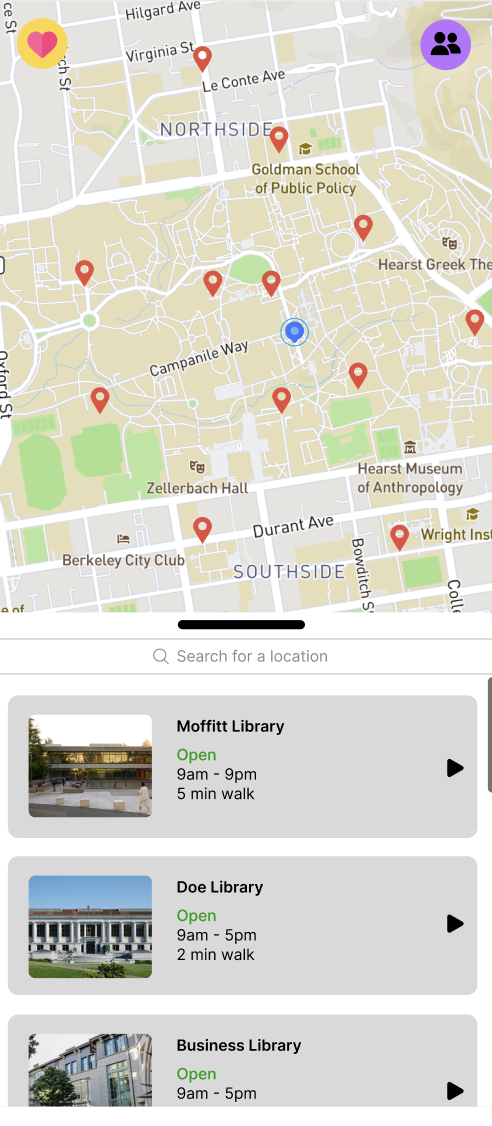 Hilgard Ave
Virginia St
Le Conte Ave
NORTHSIDE
Goldman School
of Public Policy
Hearst Greek The
Campanile Way
Oxford St
Hearst Museum
of Anthropology
Zellerbach Hall
Durant Ave
Wright Inst
Berkeley City Club
SOUTHSIDE
Bowditch S
Colle
e of
Search for a location
Moffitt Library
Open
9am - 9pm
5 min walk
Doe Library
Open
9am - 5pm
2 min walk
Business Library
Open
9am - 5pm